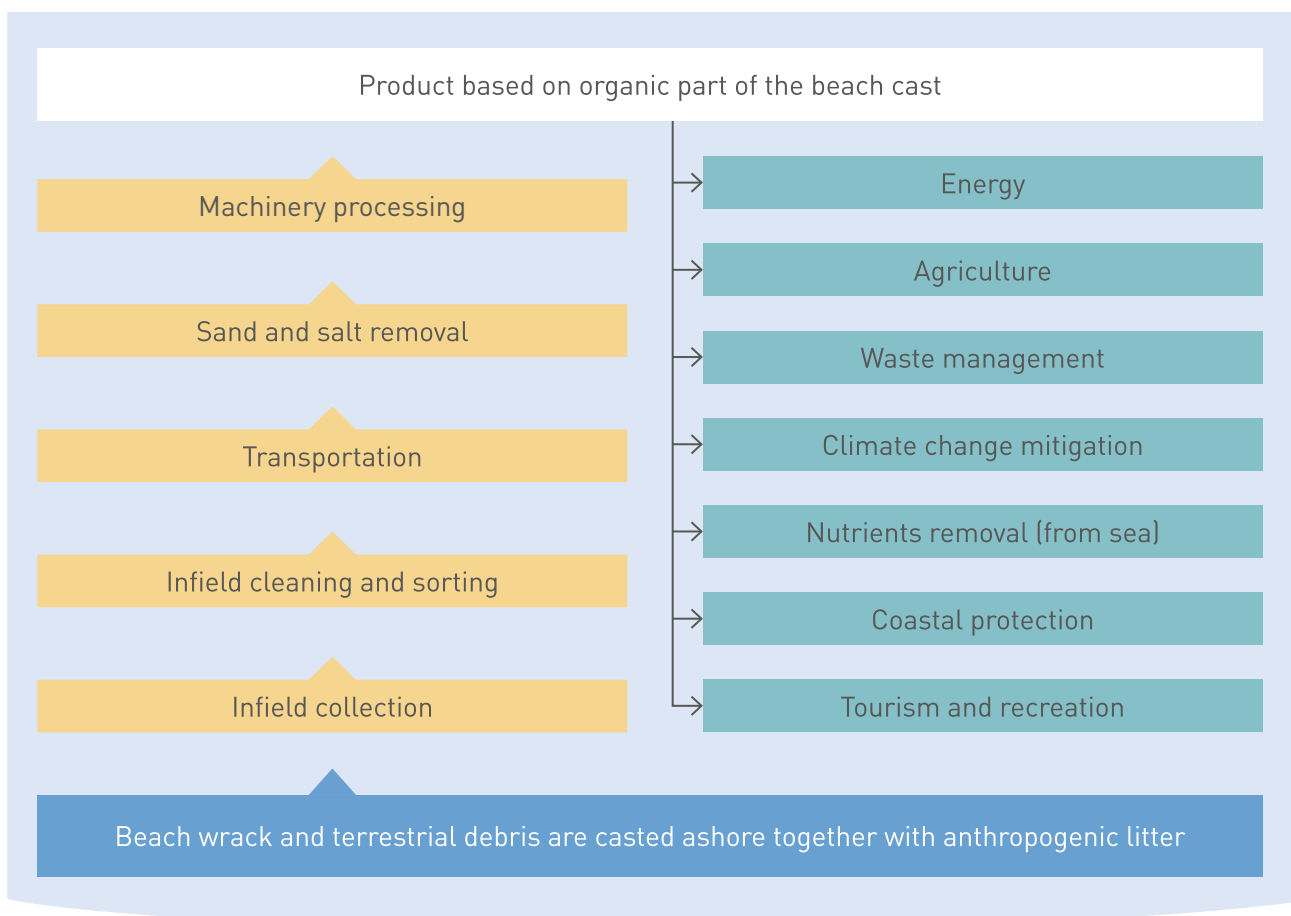 Product based on organic part of the beach cast
Machinery processing
Sand and salt removal
Transportation
Infield cleaning and sorting
Infield collection
Energy
Agriculture
Waste management
Climate change mitigation
Nutrients removal (from sea)
Coastal protection
Tourism and recreation
Beach wrack and terrestrial debris are casted ashore together with anthropogenic litter